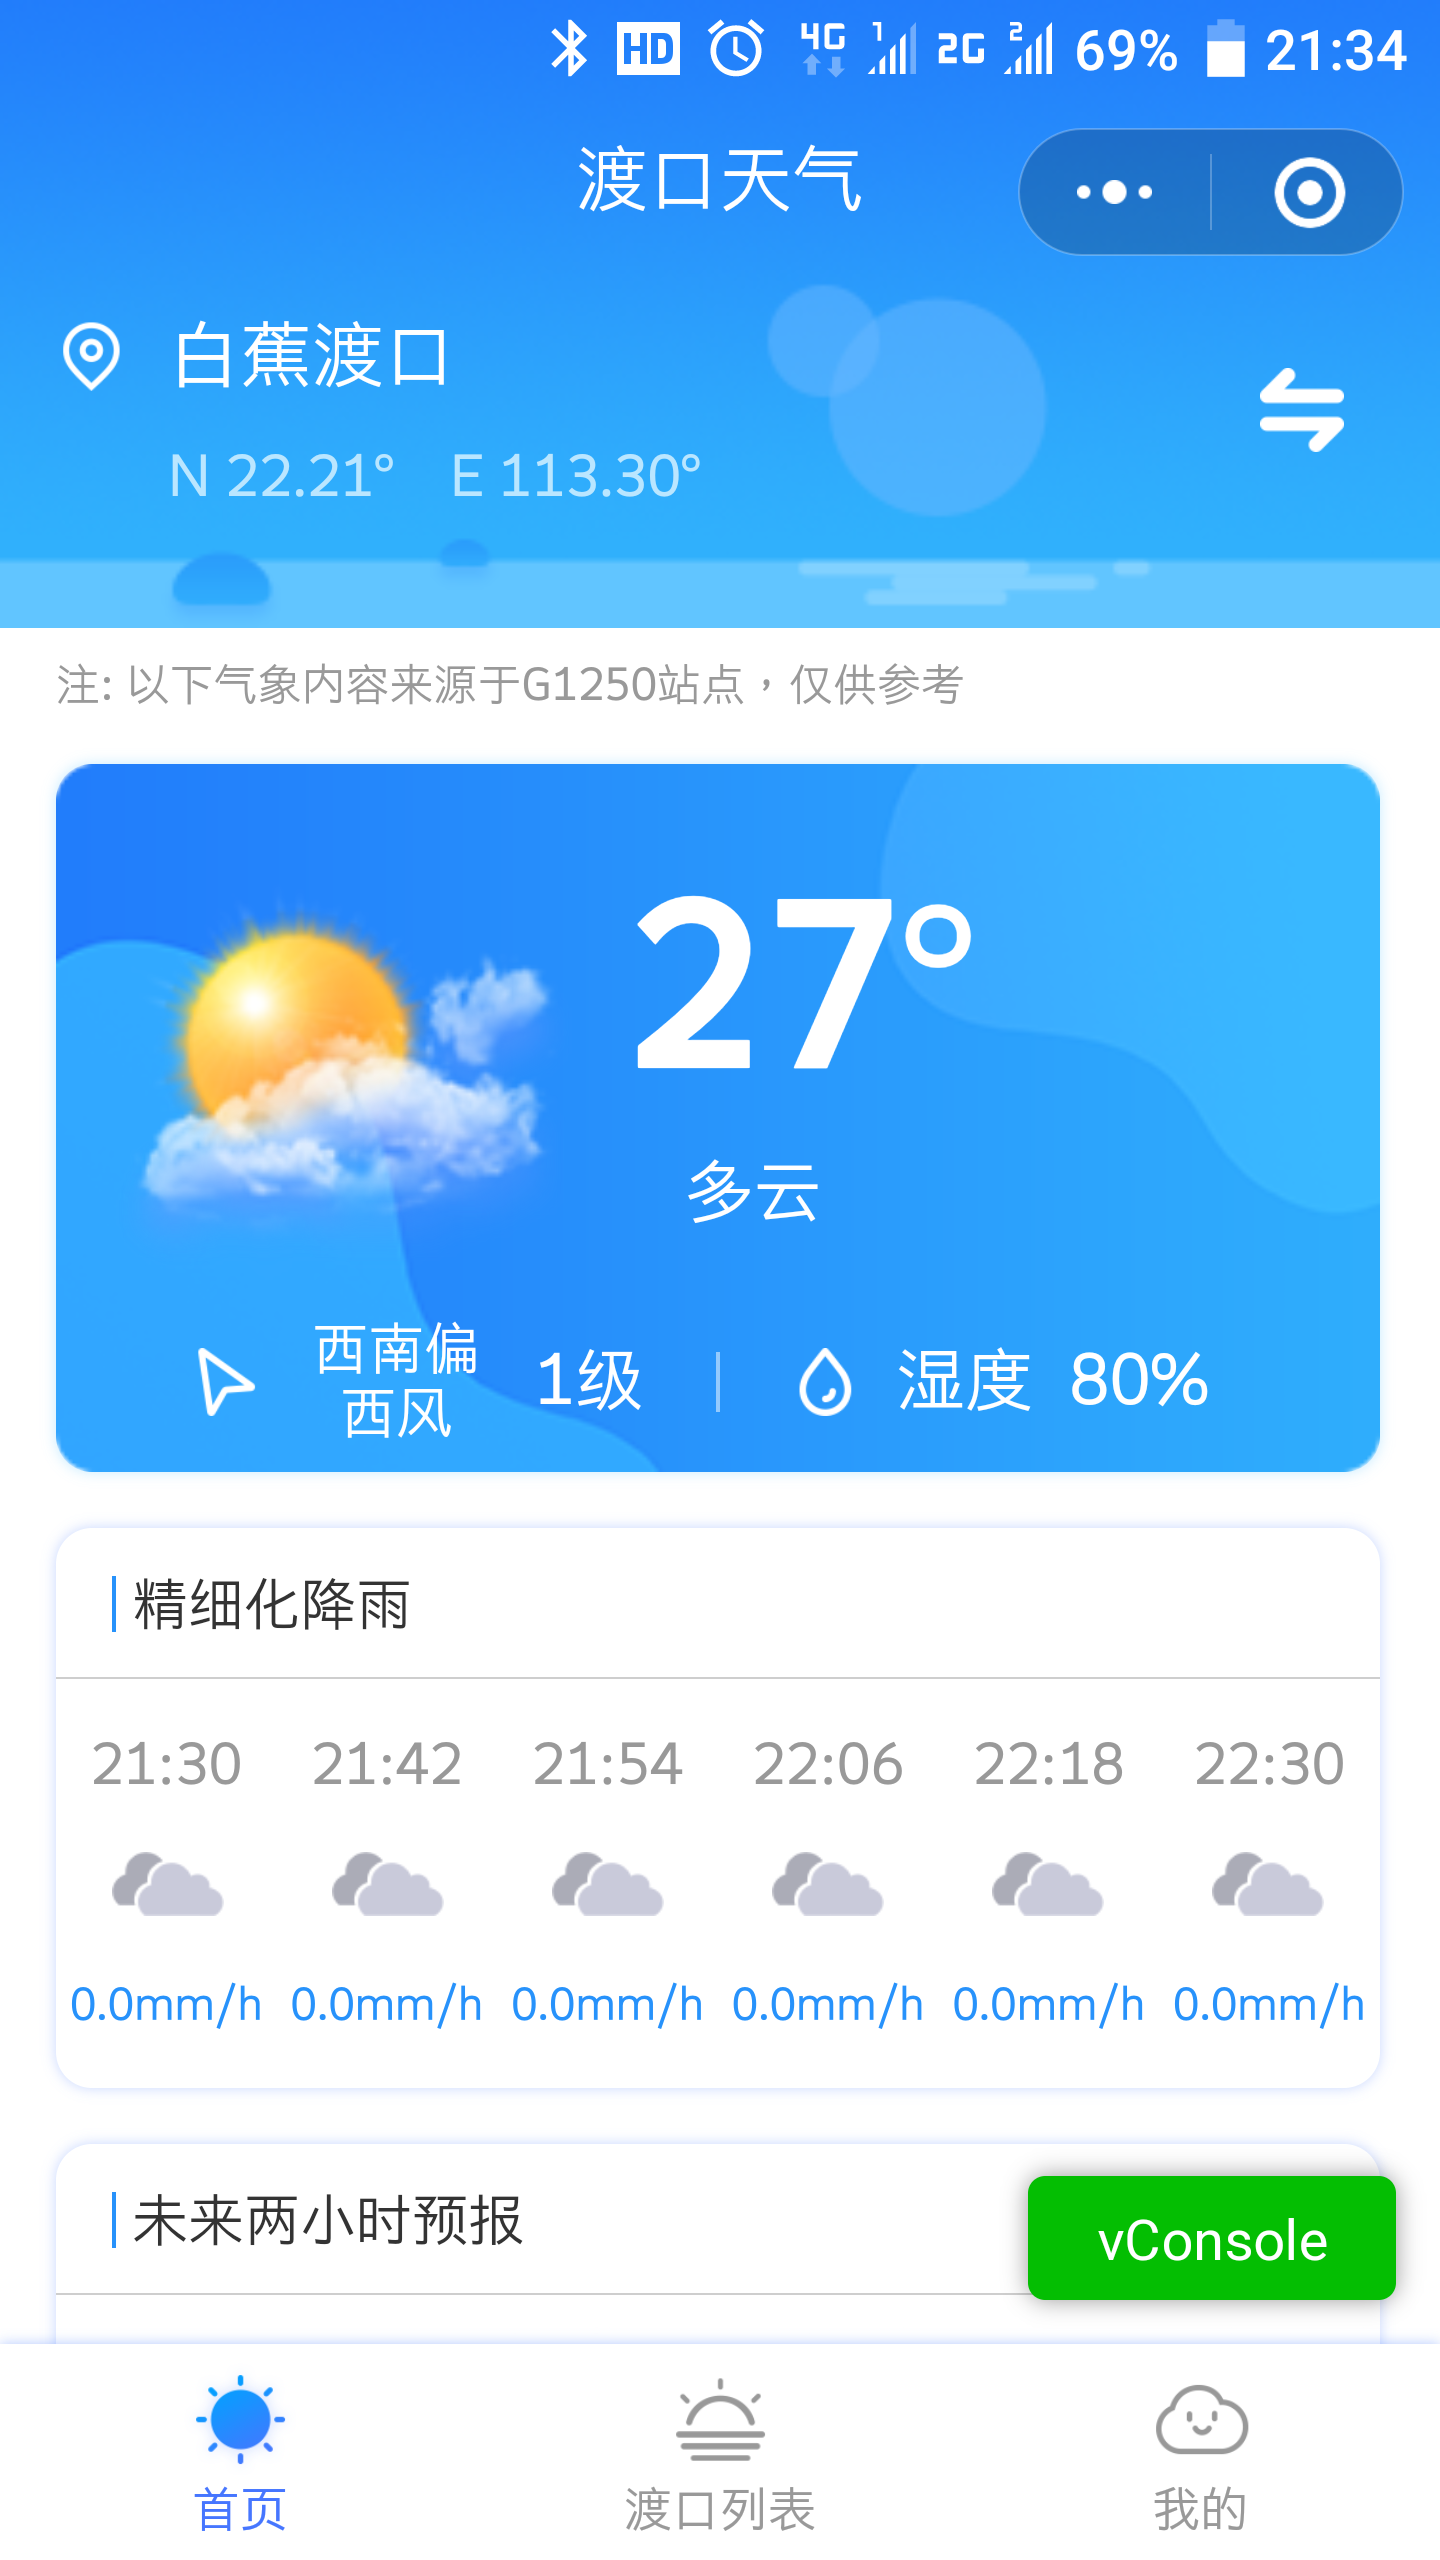 HD 4G 1 2G 2 69% 21:34
渡口天气
白蕉渡口
N 22.21° E 113.30°
注: 以下气象内容来源于G1250站点，仅供参考
27°
多云
西南偏
西风
1级 湿度 80%
精细化降雨
21:30 21:42 21:54 22:06 22:18 22:30
0.0mm/h 0.0mm/h 0.0mm/h 0.0mm/h 0.0mm/h 0.0mm/h
未来两小时预报
vConsole
首页 渡口列表 我的